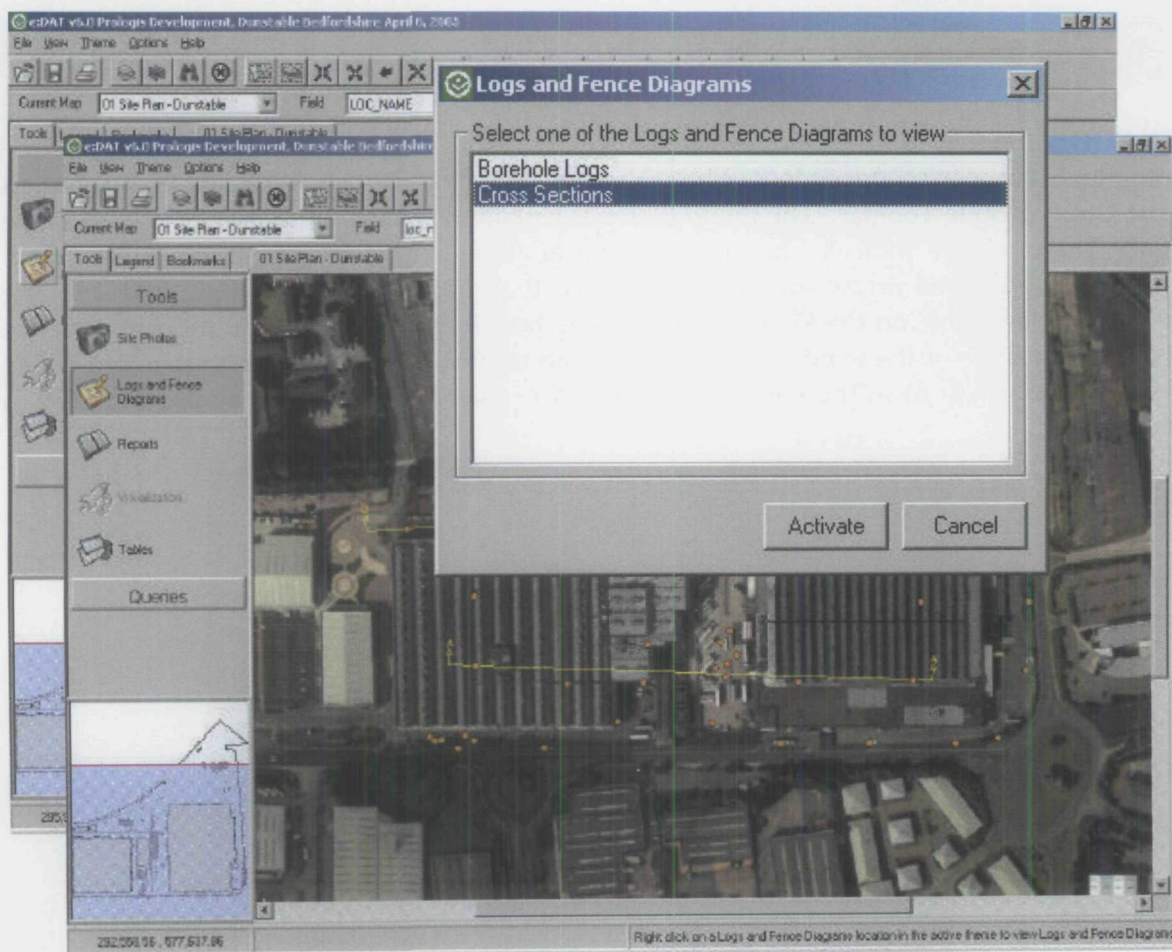 e:DAT v5.0 Prologis Development, Dunstable Bedfordshire April 6, 2003
File View Theme Options Help
Current Map 01 Site Plan - Dunstable Field LOC_NAME
Tools 01 Site Plan - Dunstable
e:DAT v5.0 Prologis Development, Dunstable Bedfordshire
File View Theme Options Help
Current Map 01 Site Plan - Dunstable Field
Tools Legend Bookmarks 01 Site Plan - Dunstable
Tools
Site Photos
Logs and Fence
Diagrams
Reports
Visualization
Tables
Queries
Logs and Fence Diagrams
Select one of the Logs and Fence Diagrams to view
Borehole Logs
Cross Sections
Activate Cancel
Right click on a Logs and Fence Diagrams location in the active theme to view Logs and Fence Diagram